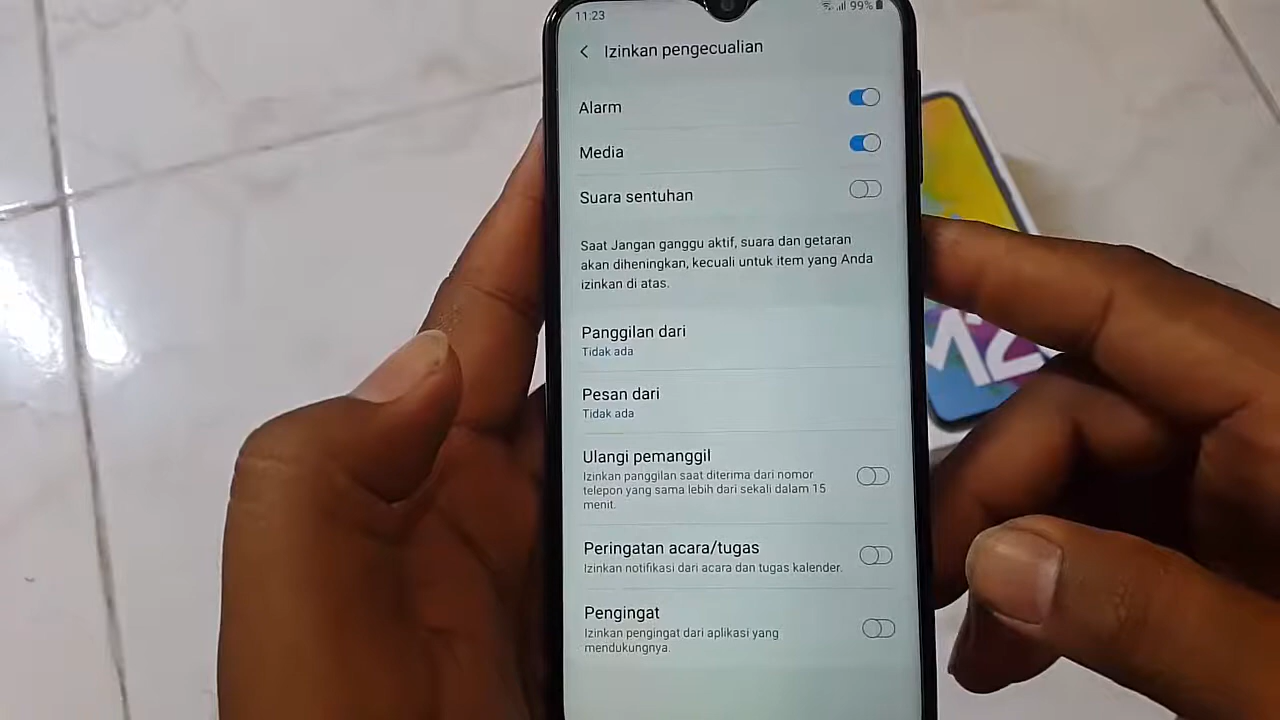 11:23
99%
Izinkan pengecualian
Alarm
Media
Suara sentuhan
Saat Jangan ganggu aktif, suara dan getaran
akan diheningkan, kecuali untuk item yang Anda
izinkan di atas.
Panggilan dari
Tidak ada
Pesan dari
Tidak ada
Ulangi pemanggil
Izinkan panggilan saat diterima dari nomor
telepon yang sama lebih dari sekali dalam 15
menit.
Peringatan acara/tugas
Izinkan notifikasi dari acara dan tugas kalender.
Pengingat
Izinkan pengingat dari aplikasi yang
mendukungnya.